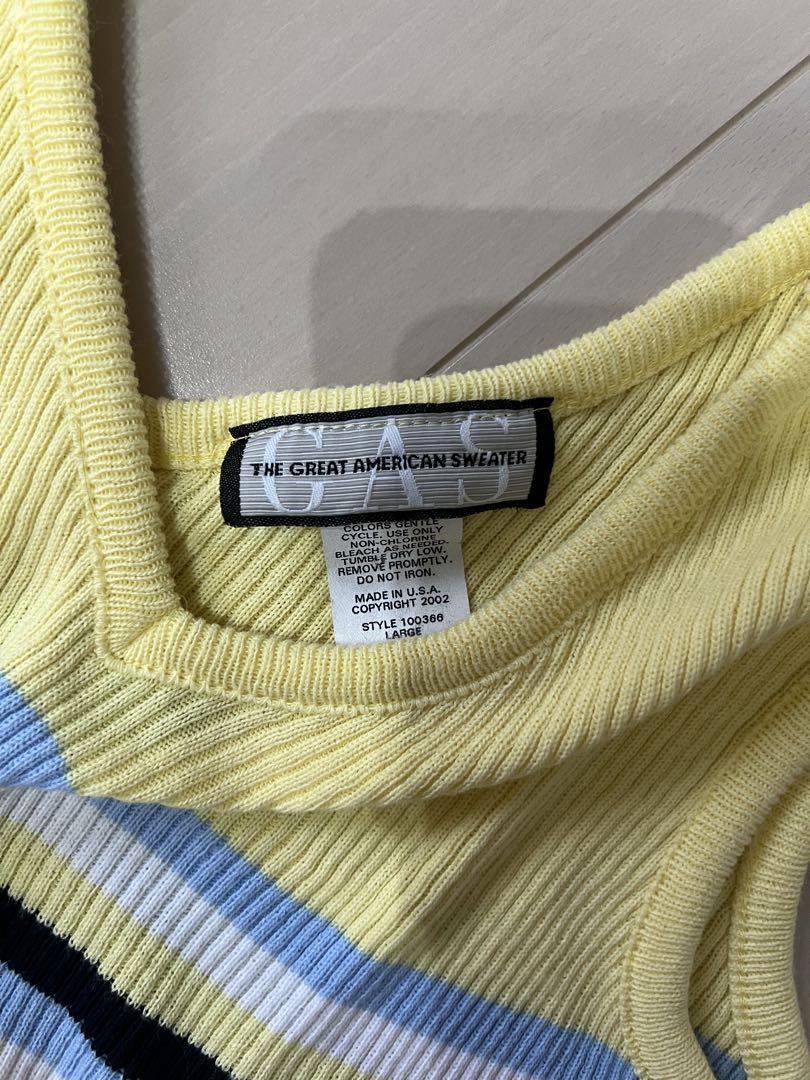 GAS
THE GREAT AMERICAN SWEATER
COLORS GENTLE
CYCLE. USE ONLY
NON-CHLORINE
BLEACH AS NEEDED.
TUMBLE DRY LOW.
REMOVE PROMPTLY.
DO NOT IRON.
MADE IN U.S.A.
COPYRIGHT 2002
STYLE 100366
LARGE